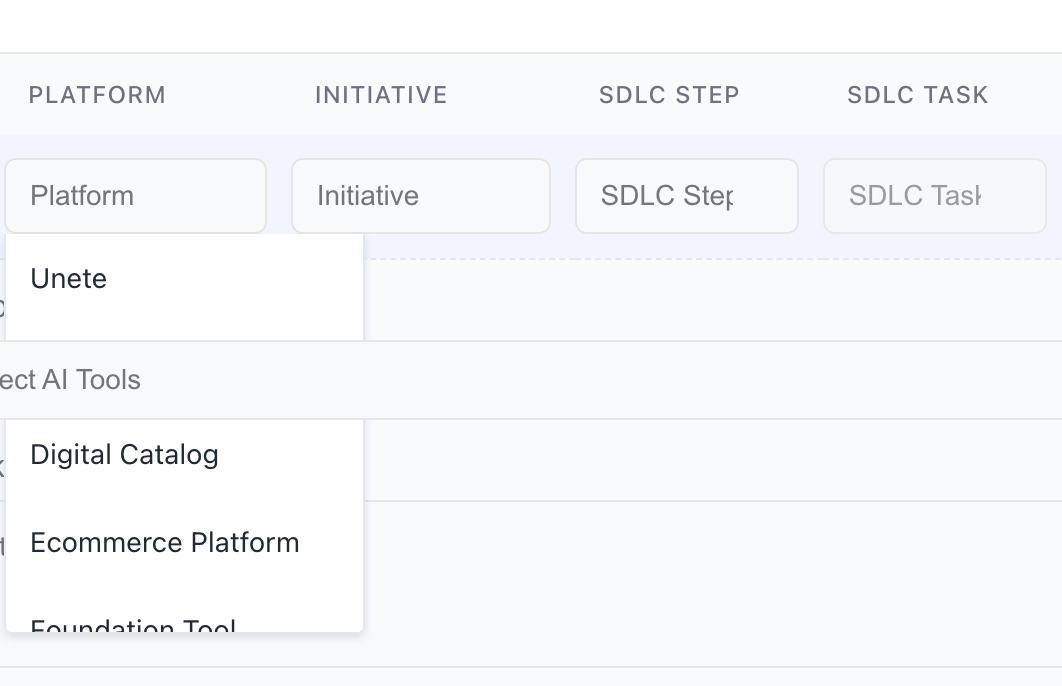 PLATFORM INITIATIVE SDLC STEP SDLC TASK
Platform Initiative SDLC Step SDLC Task
Unete
ect AI Tools
Digital Catalog
Ecommerce Platform
Foundation Tool